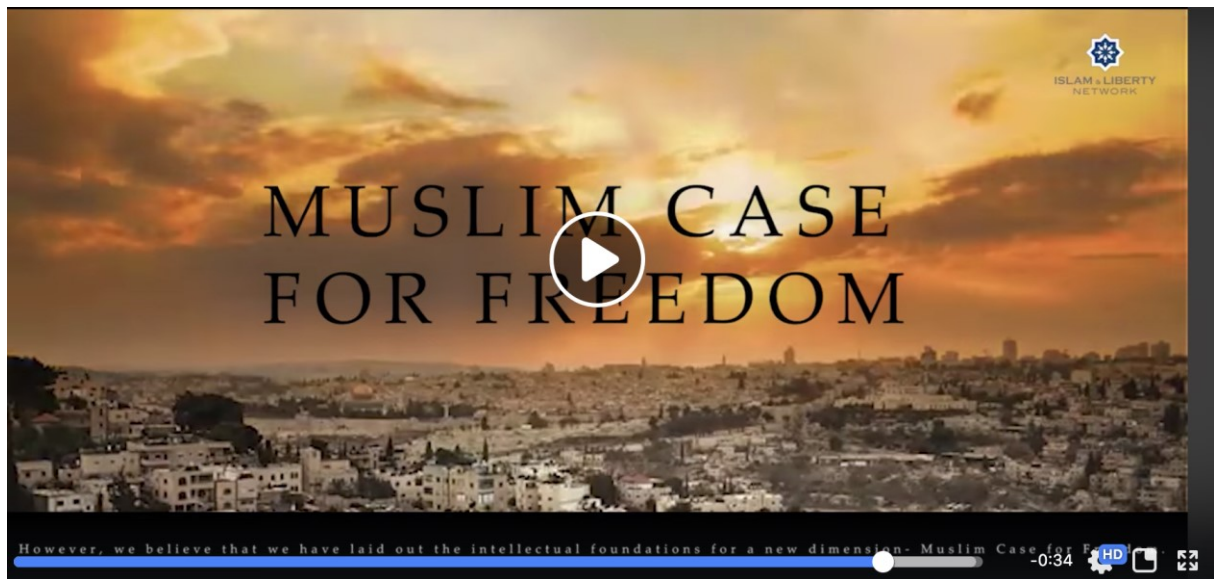 ISLAM & LIBERTY
NETWORK
MUSLIM CASE
FOR FREEDOM
However, we believe that we have laid out the intellectual foundations for a new dimension- Muslim Case for Freedom.
-0:34
HD